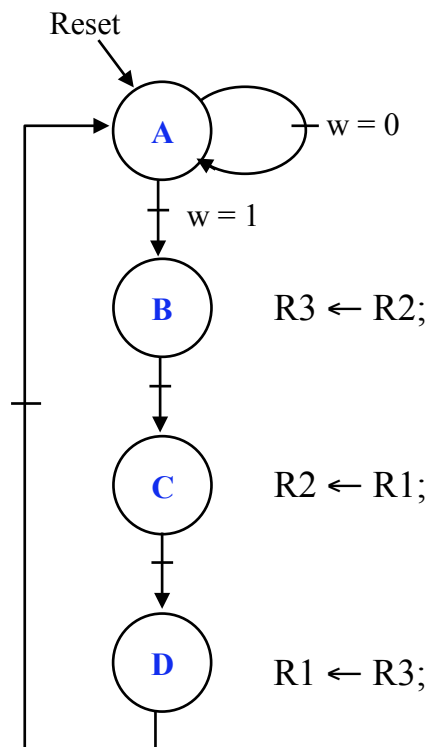 Reset
A
w = 0
w = 1
B
R3 ← R2;
C
R2 ← R1;
D
R1 ← R3;